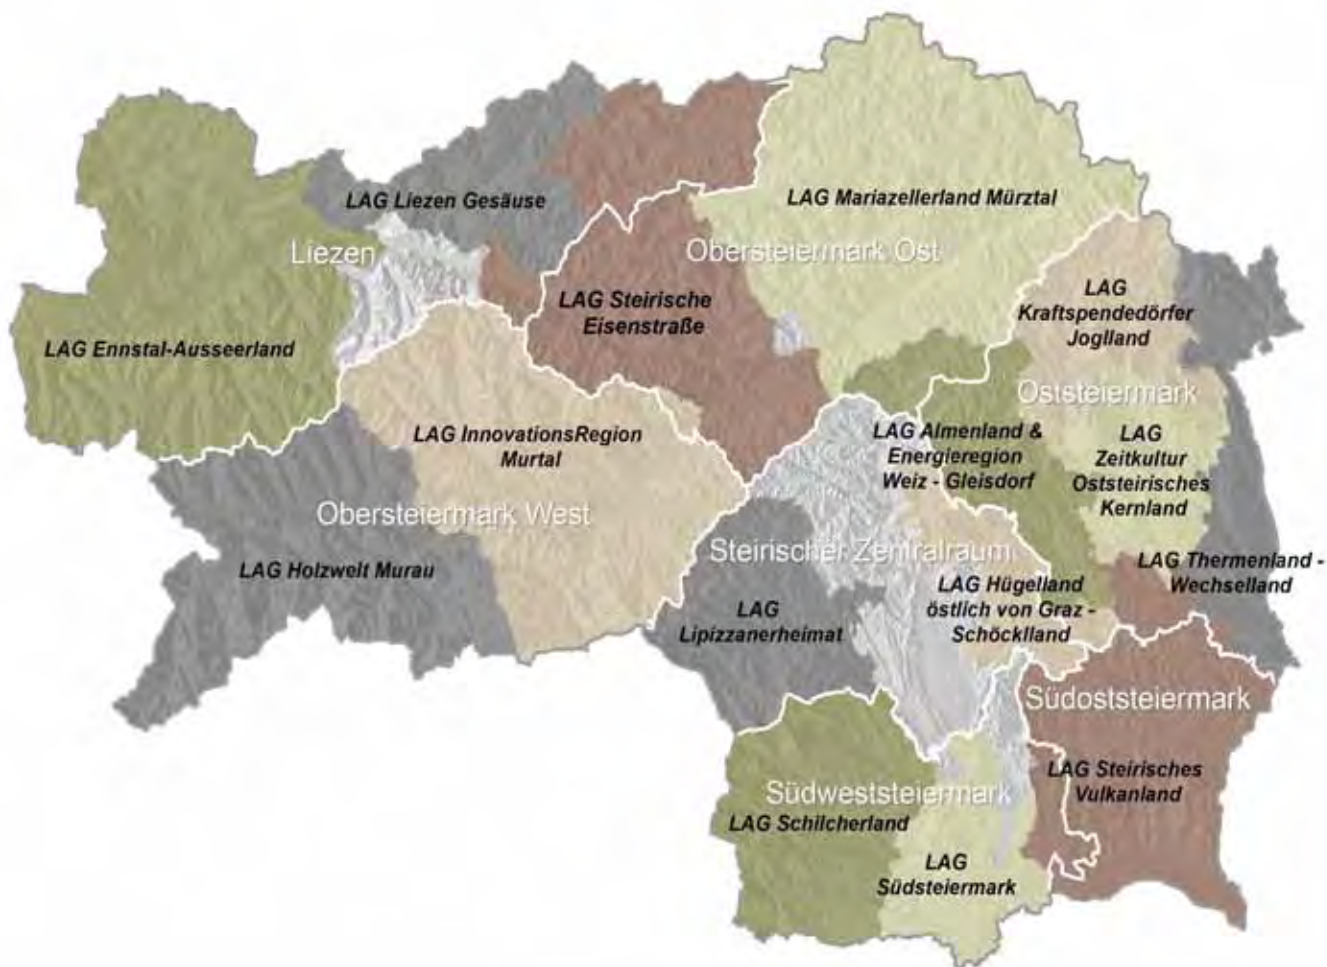 LAG Liezen Gesäuse
LAG Mariazellerland Mürztal
Liezen
Obersteiermark Ost
LAG Steirische
Eisenstraße
LAG
Kraftspendedörfer
Joglland
LAG Ennstal-Ausseerland
Oststeiermark
LAG InnovationsRegion
Murtal
LAG Almenland &
Energieregion
Weiz - Gleisdorf
LAG
Zeitkultur
Oststeirisches
Kernland
Obersteiermark West
Steirischer Zentralraum
LAG Holzwelt Murau
LAG Thermenland -
Wechselland
LAG Hügelland
östlich von Graz -
Schöcklland
LAG
Lipizzanerheimat
Südoststeiermark
LAG Steirisches
Vulkanland
Südweststeiermark
LAG Schilcherland
LAG
Südsteiermark